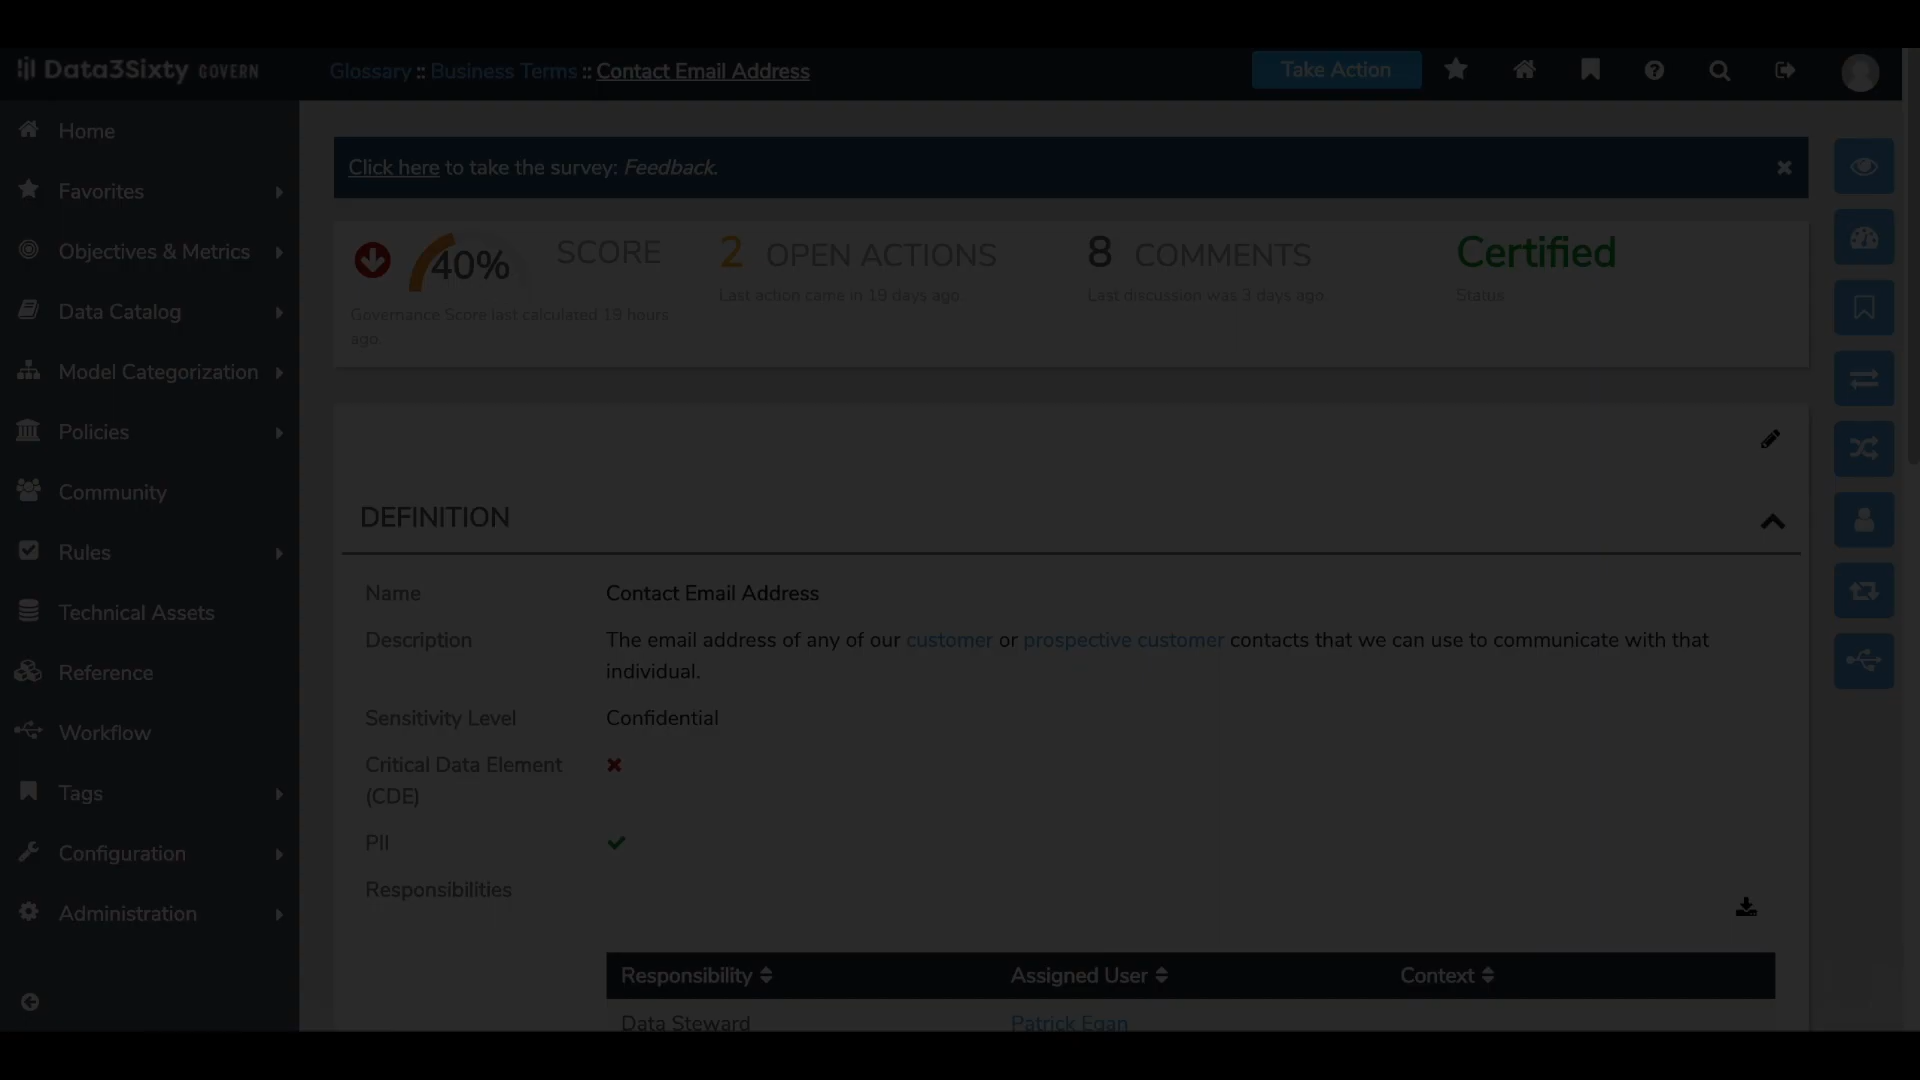 Data3Sixty GOVERN
Glossary :: Business Terms :: Contact Email Address
Take Action
Home
Favorites
Objectives & Metrics
Data Catalog
Model Categorization
Policies
Community
Rules
Technical Assets
Reference
Workflow
Tags
Configuration
Administration
Click here to take the survey: Feedback.
40%
SCORE
Governance Score last calculated 19 hours
ago.
2 OPEN ACTIONS
Last action came in 19 days ago.
8 COMMENTS
Last discussion was 3 days ago.
Certified
Status
DEFINITION
Name
Contact Email Address
Description
The email address of any of our customer or prospective customer contacts that we can use to communicate with that
individual.
Sensitivity Level
Confidential
Critical Data Element
(CDE)
PII
Responsibilities
Responsibility
Assigned User
Context
Data Steward
Patrick Egan